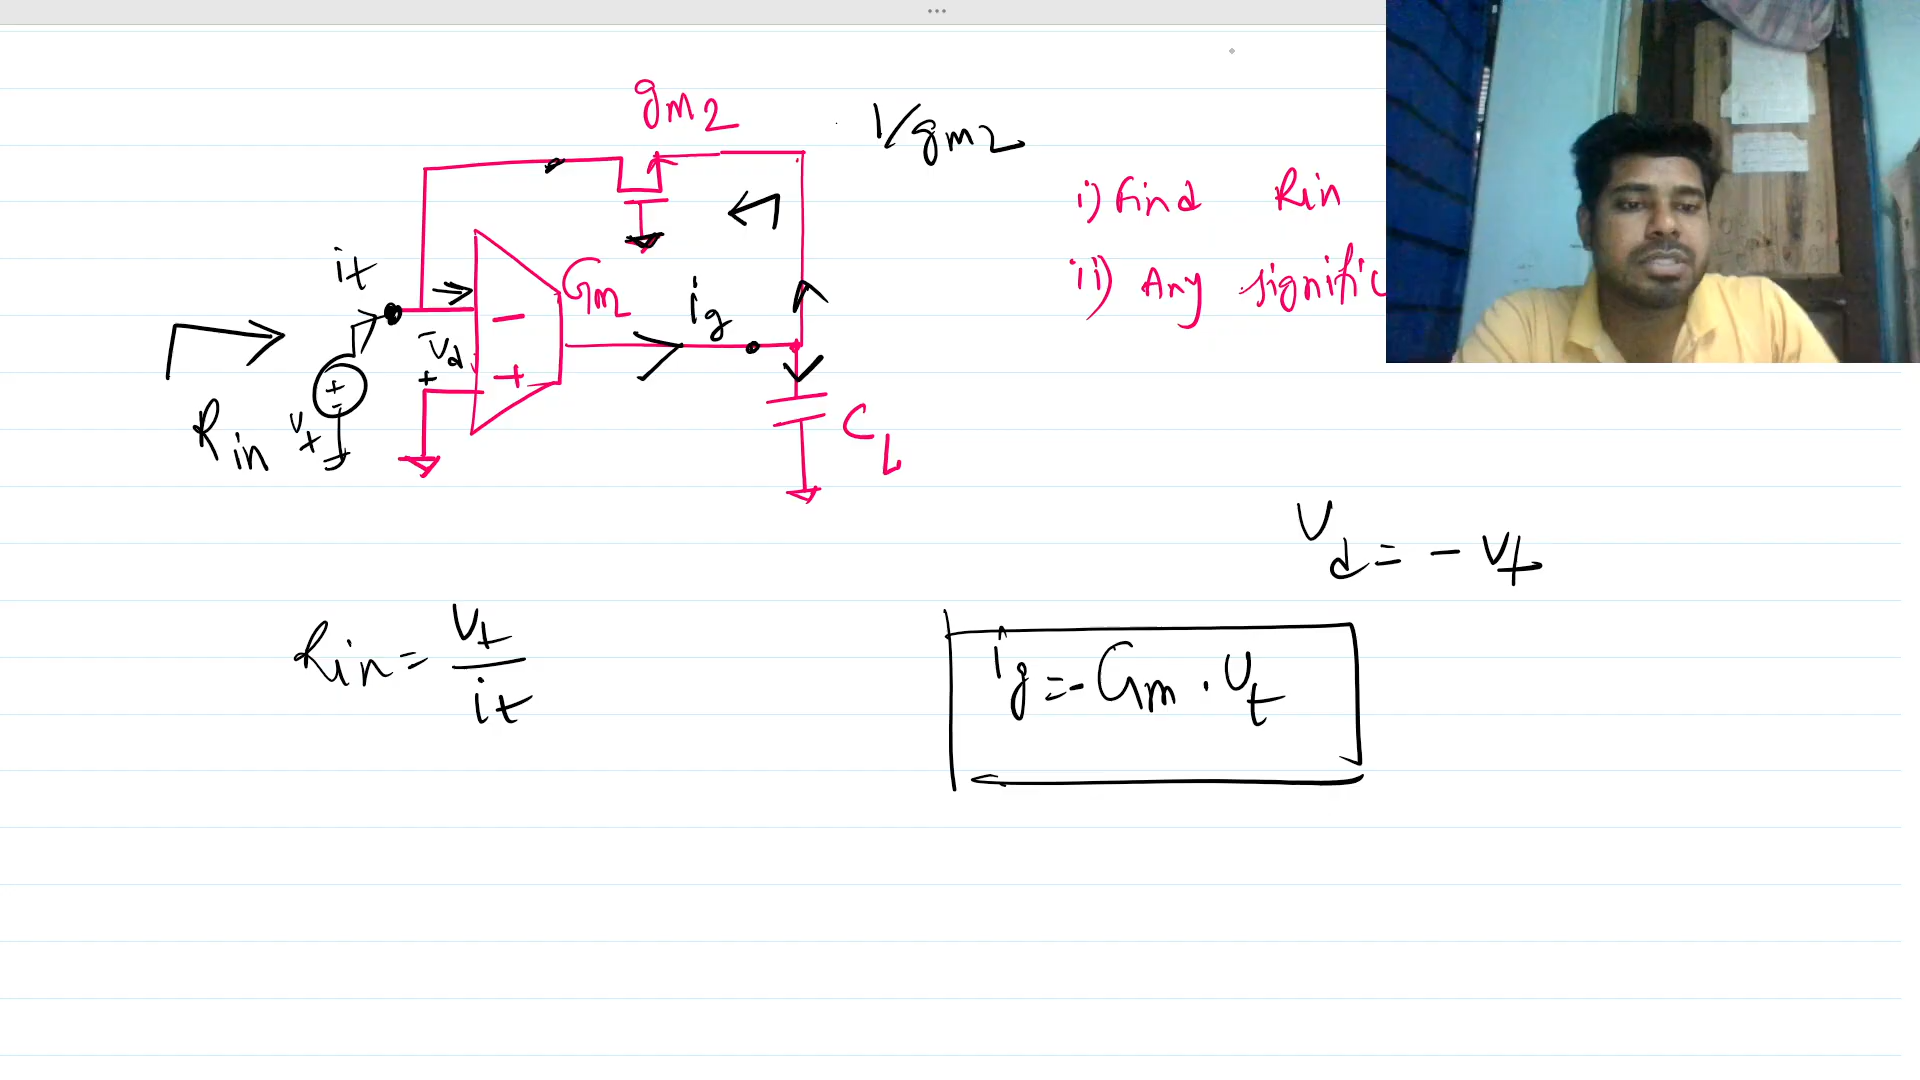 gm2
1/gm2
i) Find Rin
ii) Any signific
it
Gm
ig
-
Vd
+
-
+
+
-
Rin
Vt
CL
Vd = - Vt
Rin = Vt / it
ig = - Gm . Vt